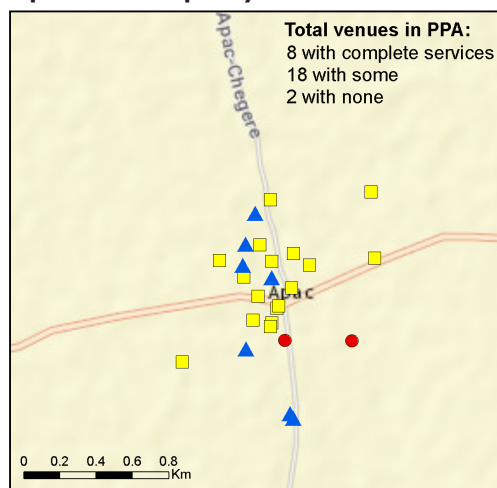 Total venues in PPA:
8 with complete services
18 with some
2 with none
Apac-Chegere
Apac
0 0.2 0.4 0.6 0.8
Km